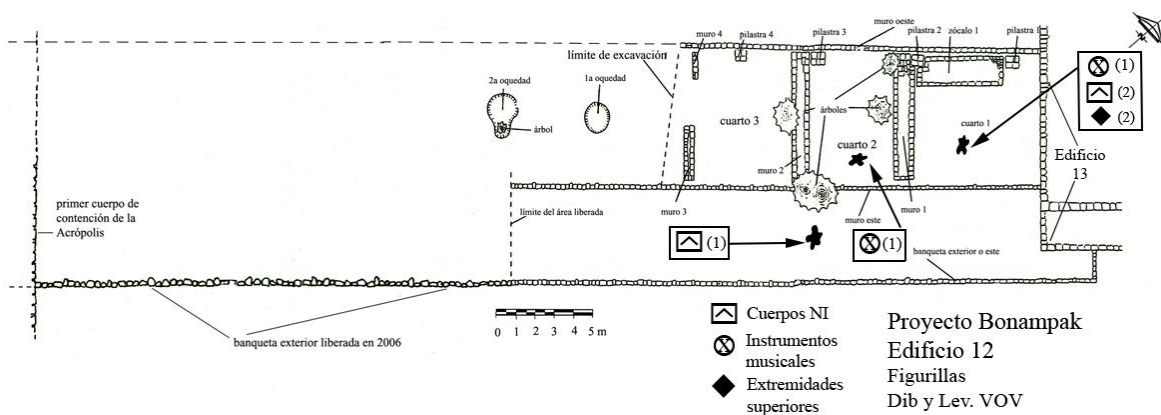 muro oeste
muro 4
pilastra 4
pilastra 3
pilastra 2
zócalo 1
pilastra 1
límite de excavación
2a oquedad
1a oquedad
árbol
árboles
cuarto 3
cuarto 2
cuarto 1
(1)
(2)
(2)
Edificio
13
primer cuerpo de
contención de la
Acrópolis
muro 2
límite del área liberada
muro 3
muro este
muro 1
(1)
(1)
banqueta exterior o este
banqueta exterior liberada en 2006
0 1 2 3 4 5 m
Cuerpos NI
Instrumentos
musicales
Extremidades
superiores
Proyecto Bonampak
Edificio 12
Figurillas
Dib y Lev. VOV